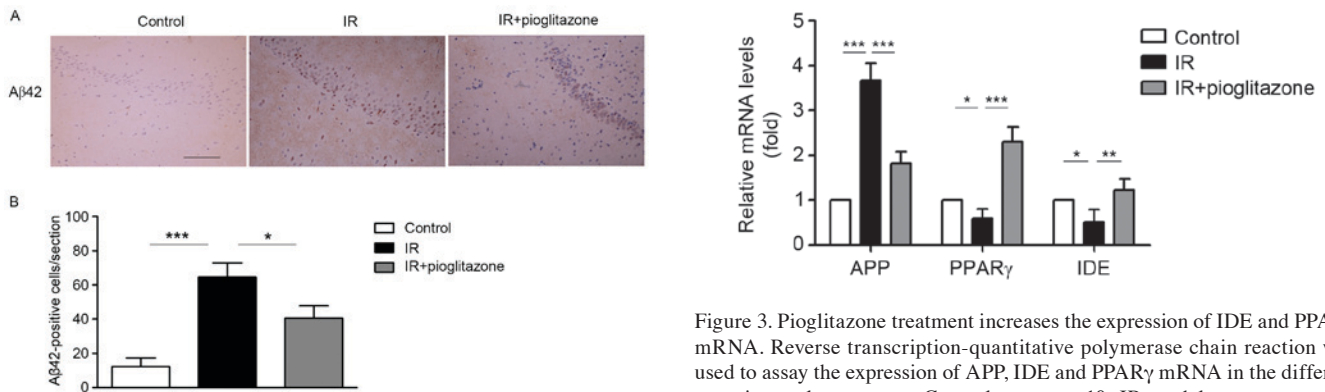 A
Control
IR
IR+pioglitazone
Aβ42
B
Aβ42-positive cells/section
100
80
60
40
20
0
***
*
Control
IR
IR+pioglitazone
Relative mRNA levels
(fold)
5
4
3
2
1
0
*** ***
* ***
* **
APP
PPARγ
IDE
Control
IR
IR+pioglitazone
Figure 3. Pioglitazone treatment increases the expression of IDE and
mRNA. Reverse transcription-quantitative polymerase chain reaction
used to assay the expression of APP, IDE and PPARγ mRNA in the